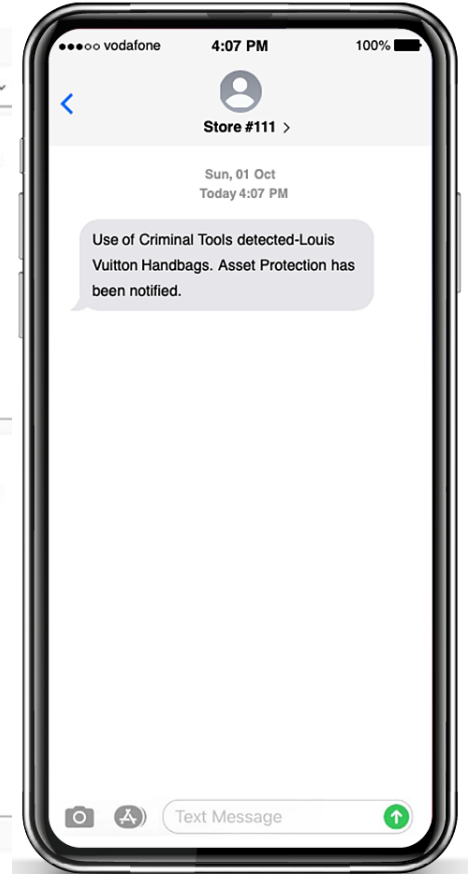 vodafone 4:07 PM 100%
Store #111 >
Sun, 01 Oct
Today 4:07 PM
Use of Criminal Tools detected-Louis
Vuitton Handbags. Asset Protection has
been notified.
Text Message